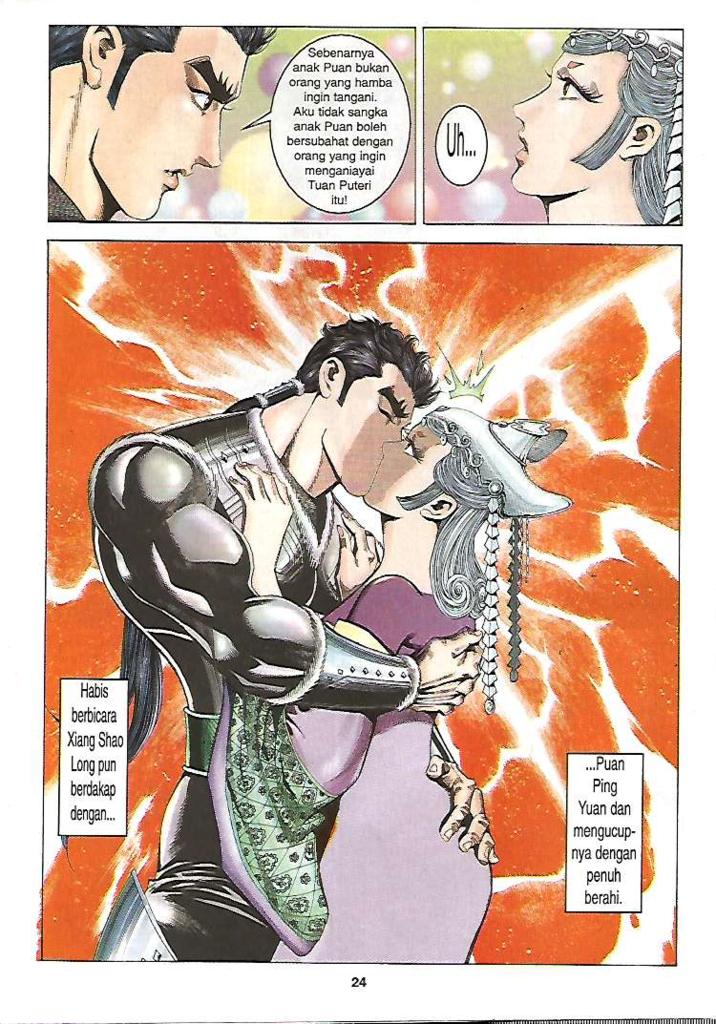 Sebenarnya
anak Puan bukan
orang yang hamba
ingin tangani.
Aku tidak sangka
anak Puan boleh
bersubahat dengan
orang yang ingin
menganiayai
Tuan Puteri
itu!
Uh...
Habis
berbicara
Xiang Shao
Long pun
berdakap
dengan...
...Puan
Ping
Yuan dan
mengucup-
nya dengan
penuh
berahi.
24